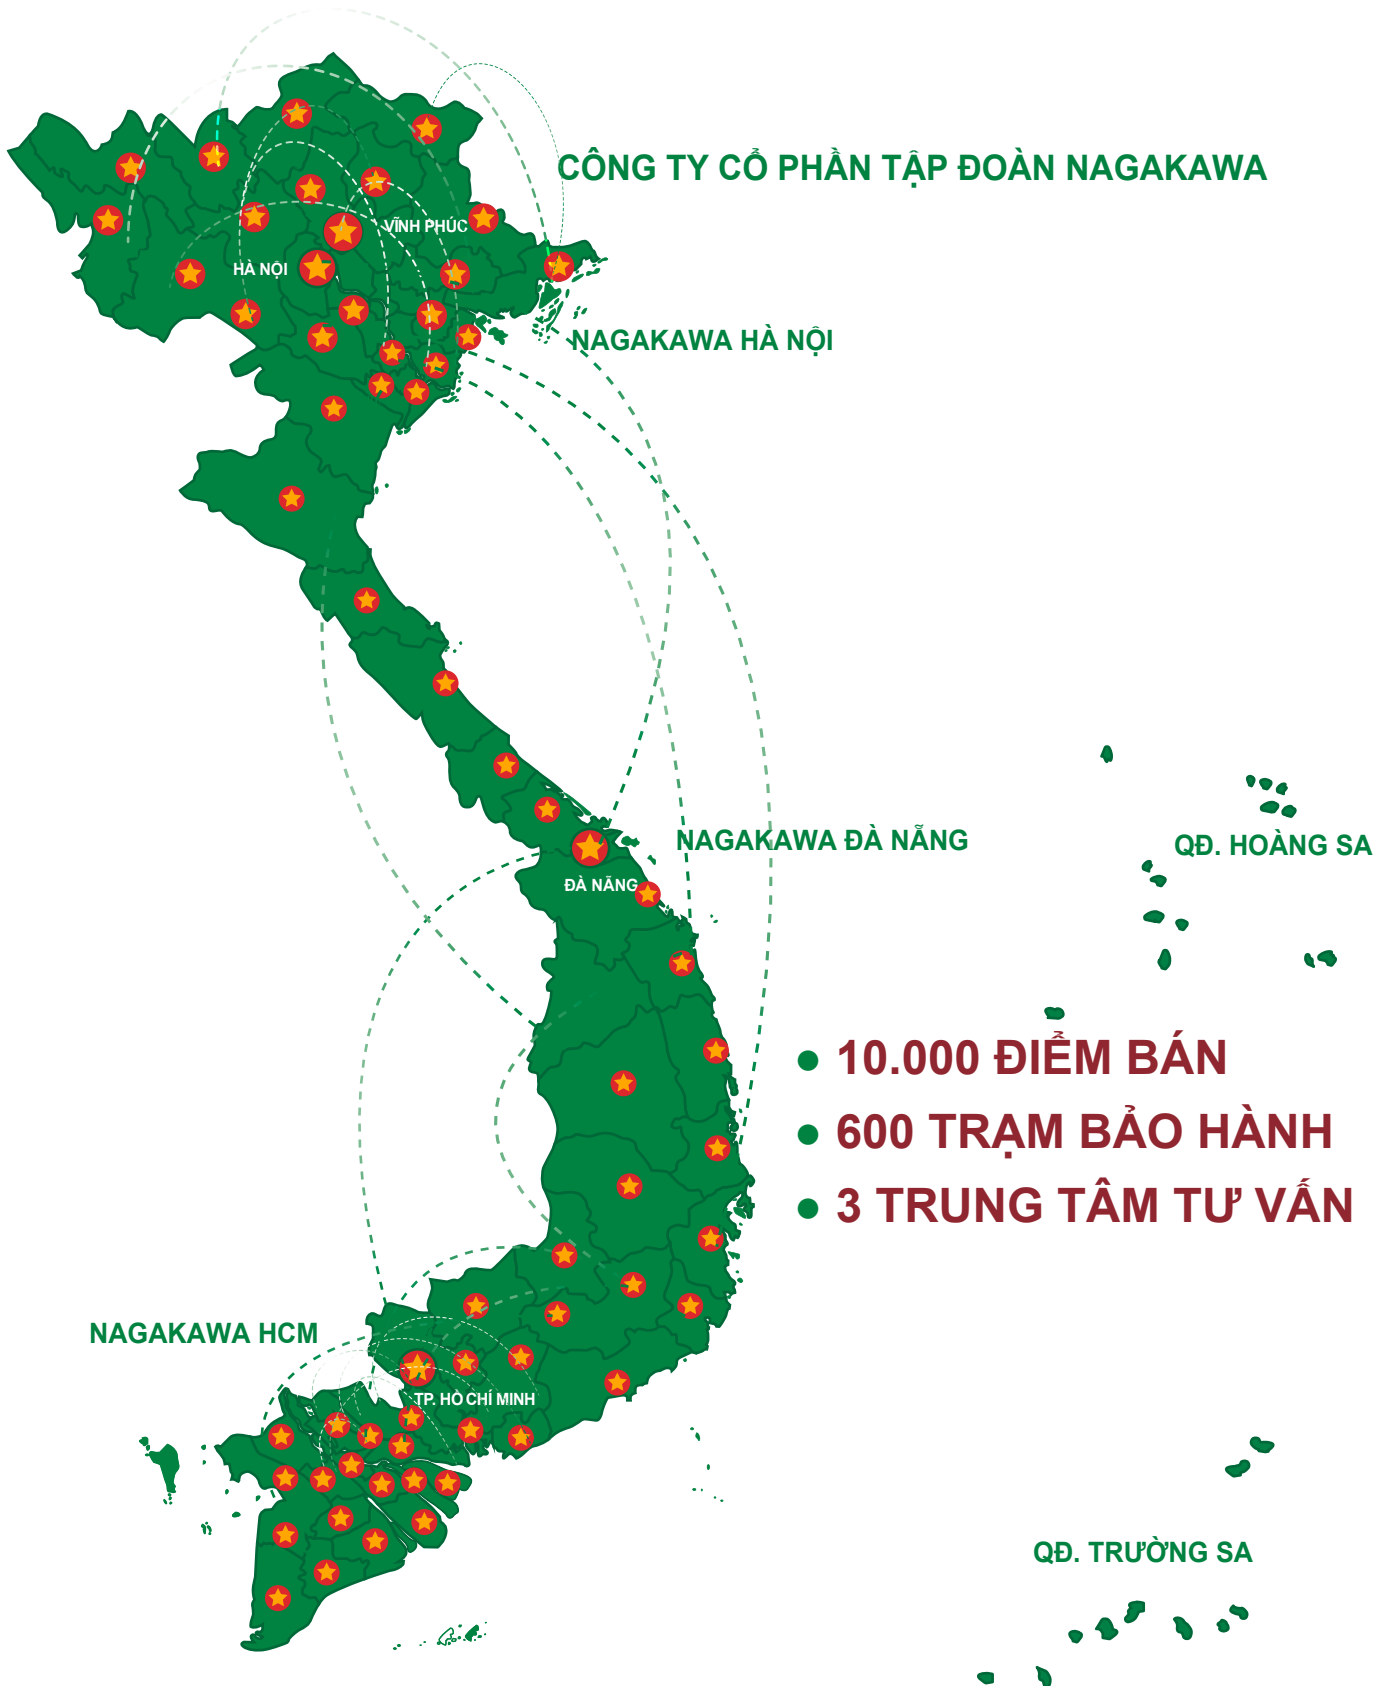 CÔNG TY CỔ PHẦN TẬP ĐOÀN NAGAKAWA
VĨNH PHÚC
HÀ NỘI
NAGAKAWA HÀ NỘI
NAGAKAWA ĐÀ NẴNG
QĐ. HOÀNG SA
ĐÀ NĂNG
• 10.000 ĐIỂM BÁN
• 600 TRẠM BẢO HÀNH
• 3 TRUNG TÂM TƯ VẤN
NAGAKAWA HCM
TP. HỒ CHÍ MINH
QĐ. TRƯỜNG SA